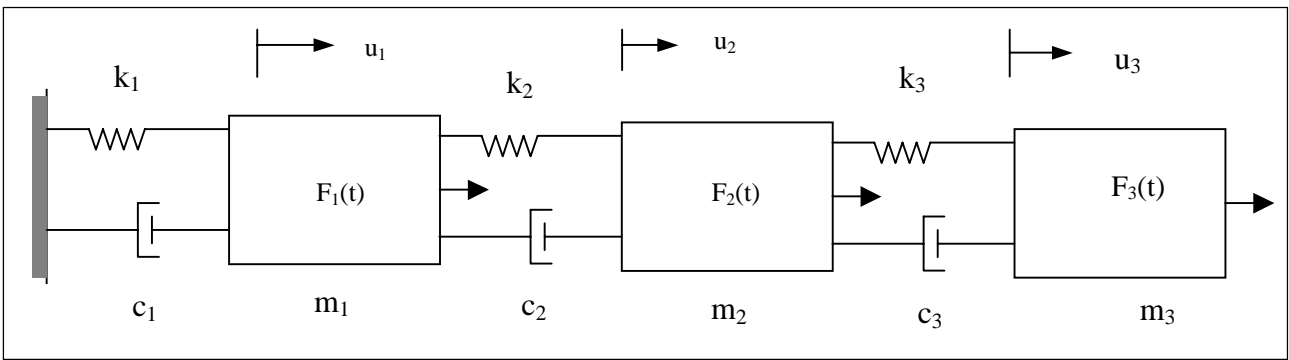 u₁
u₂
u₃
k₁
k₂
k₃
F₁(t)
F₂(t)
F₃(t)
c₁
m₁
c₂
m₂
c₃
m₃